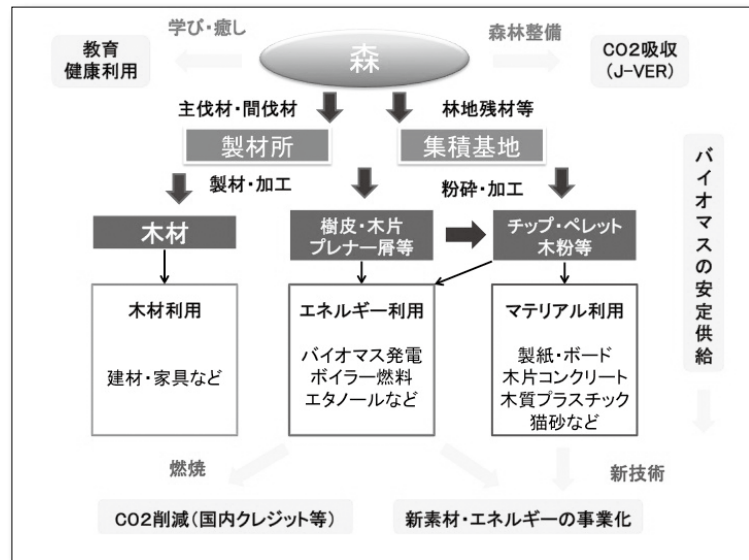 学び・癒し
森林整備
教育
健康利用
森
CO2吸収
(J-VER)
主伐材・間伐材
林地残材等
製材所
集積基地
製材・加工
粉砕・加工
バイオマスの安定供給
木材
樹皮・木片
プレナー屑等
チップ・ペレット
木粉等
木材利用
建材・家具など
エネルギー利用
バイオマス発電
ボイラー燃料
エタノールなど
マテリアル利用
製紙・ボード
木片コンクリート
木質プラスチック
猫砂など
燃焼
新技術
CO2削減(国内クレジット等)
新素材・エネルギーの事業化